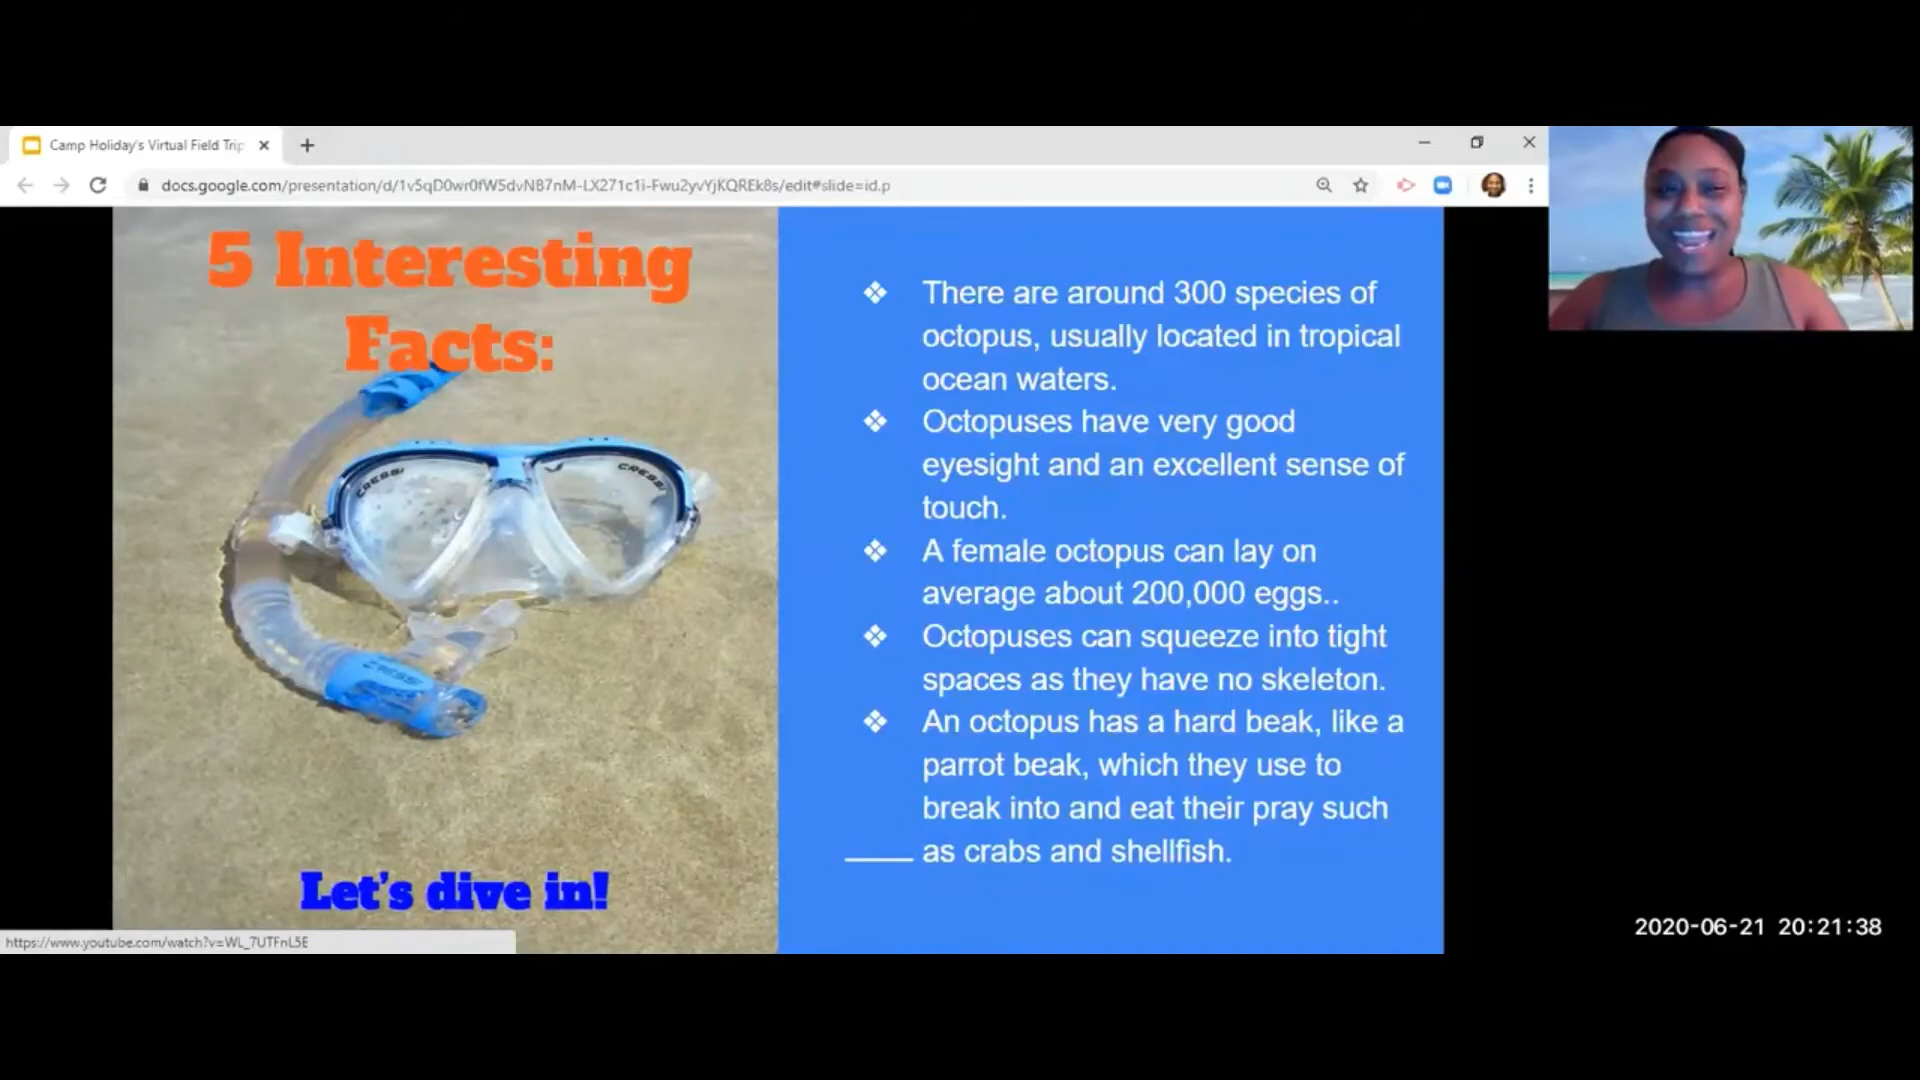 Camp Holiday's Virtual Field Trip
docs.google.com/presentation/d/1v5qD0wr0fW5dvNB7nM-LX271c1i-Fwu2yvYjKQREk8s/edit#slide=id.p
5 Interesting
Facts:
CRESSI
CRESSI
CRESSI
Let's dive in!
❖ There are around 300 species of
octopus, usually located in tropical
ocean waters.
❖ Octopuses have very good
eyesight and an excellent sense of
touch.
❖ A female octopus can lay on
average about 200,000 eggs..
❖ Octopuses can squeeze into tight
spaces as they have no skeleton.
❖ An octopus has a hard beak, like a
parrot beak, which they use to
break into and eat their pray such
as crabs and shellfish.
https://www.youtube.com/watch?v=WL_7UTFnL5E
2020-06-21 20:21:38